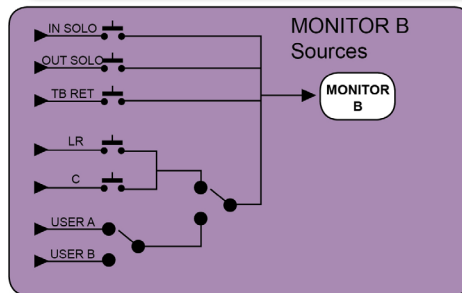 MONITOR B
Sources
IN SOLO
OUT SOLO
TB RET
MONITOR
B
LR
C
USER A
USER B